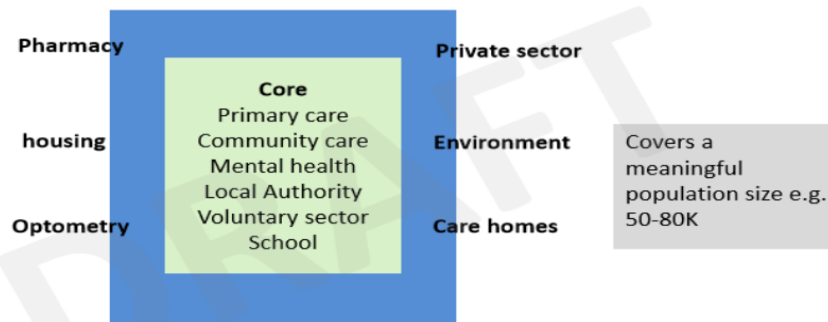 Pharmacy
housing
Optometry
Core
Primary care
Community care
Mental health
Local Authority
Voluntary sector
School
Private sector
Environment
Care homes
Covers a
meaningful
population size e.g.
50-80K
DRAFT